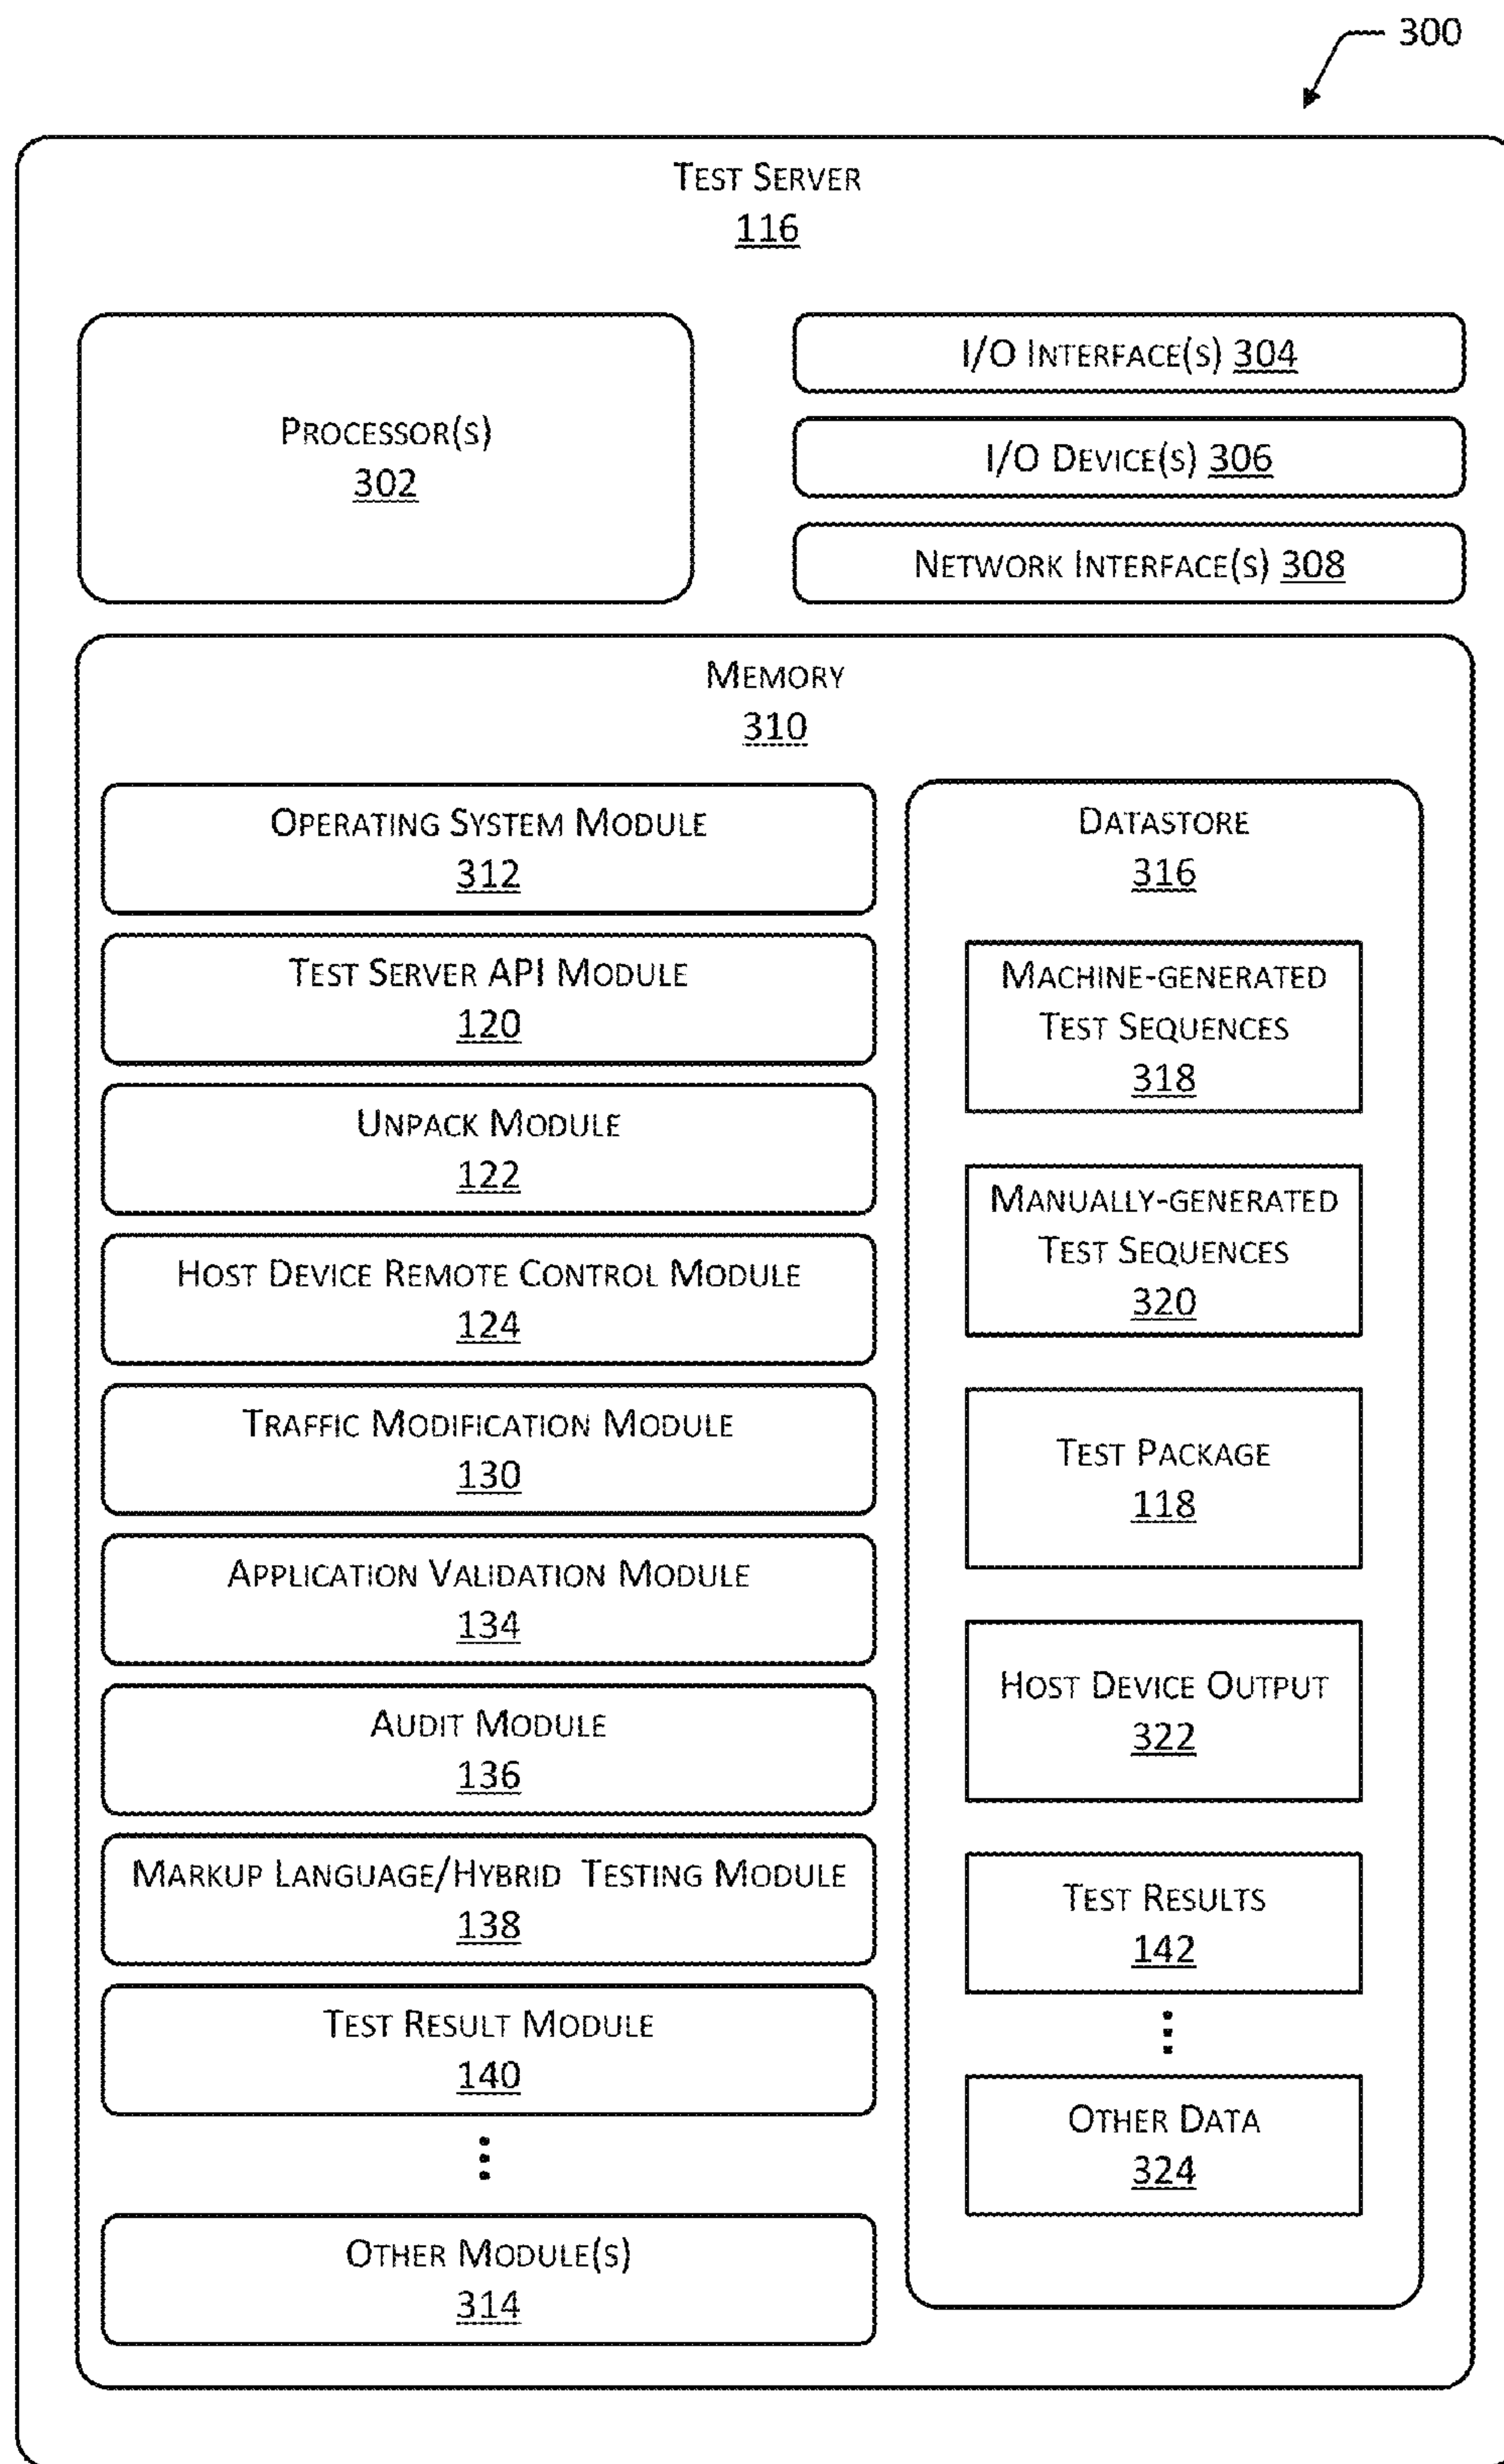 300
Test Server
116
Processor(s)
302
I/O Interface(s) 304
I/O Device(s) 306
Network Interface(s) 308
Memory
310
Operating System Module
312
Test Server API Module
120
Unpack Module
122
Host Device Remote Control Module
124
Traffic Modification Module
130
Application Validation Module
134
Audit Module
136
Markup Language/Hybrid Testing Module
138
Test Result Module
140
Other Module(s)
314
Datastore
316
Machine-generated
Test Sequences
318
Manually-generated
Test Sequences
320
Test Package
118
Host Device Output
322
Test Results
142
Other Data
324